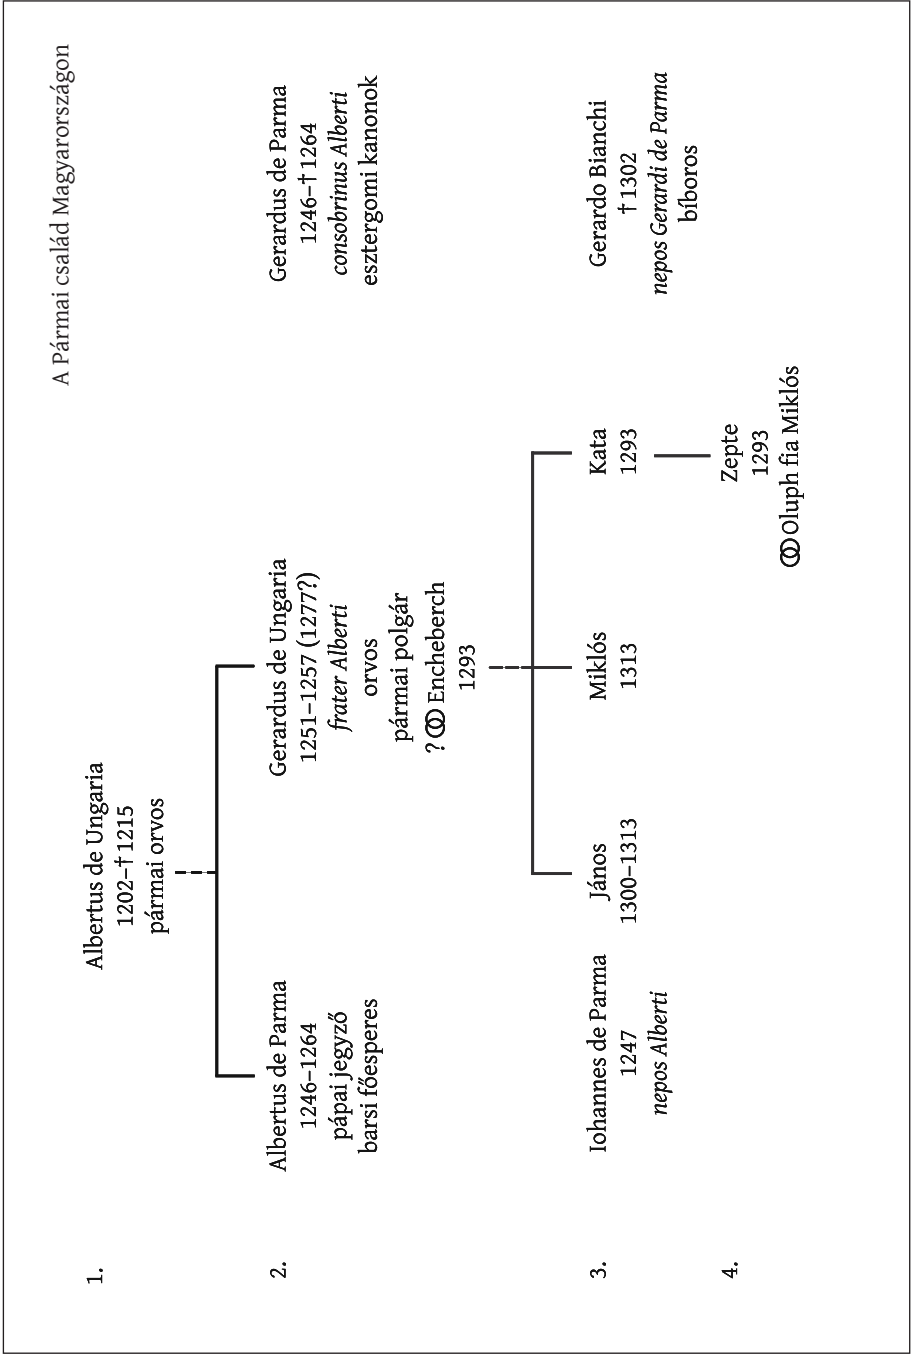 A Pármai család Magyarországon
1.
Albertus de Ungaria
1202–†1215
pármai orvos
2.
Albertus de Parma
1246–1264
pápai jegyző
barsi főesperes
Gerardus de Ungaria
1251–1257 (1277?)
frater Alberti
orvos
pármai polgár
? ⚭ Encheberch
1293
Gerardus de Parma
1246–†1264
consobrinus Alberti
esztergomi kanonok
3.
Iohannes de Parma
1247
nepos Alberti
János
1300–1313
Miklós
1313
Kata
1293
Gerardo Bianchi
†1302
nepos Gerardi de Parma
bíboros
4.
Zepte
1293
⚭ Oluph fia Miklós